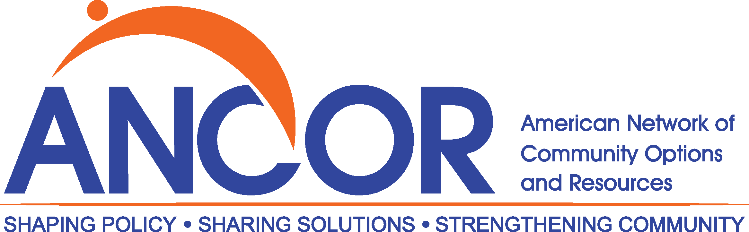 ANCOR
American Network of
Community Options
and Resources
SHAPING POLICY • SHARING SOLUTIONS • STRENGTHENING COMMUNITY